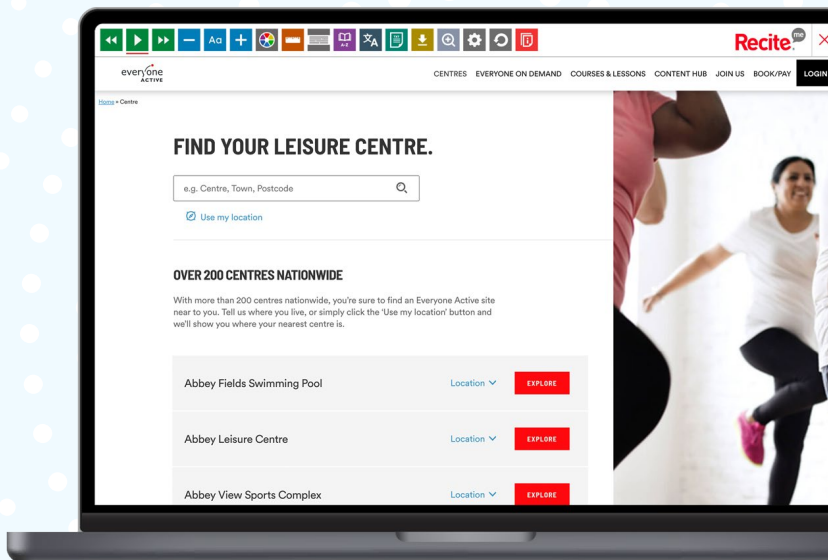 Aa
A-Z
Recite me
everyone
ACTIVE
CENTRES EVERYONE ON DEMAND COURSES & LESSONS CONTENT HUB JOIN US BOOK/PAY LOGIN
Home » Centre
FIND YOUR LEISURE CENTRE.
e.g. Centre, Town, Postcode
Use my location
OVER 200 CENTRES NATIONWIDE
With more than 200 centres nationwide, you're sure to find an Everyone Active site
near to you. Tell us where you live, or simply click the 'Use my location' button and
we'll show you where your nearest centre is.
Abbey Fields Swimming Pool Location EXPLORE
Abbey Leisure Centre Location EXPLORE
Abbey View Sports Complex Location EXPLORE